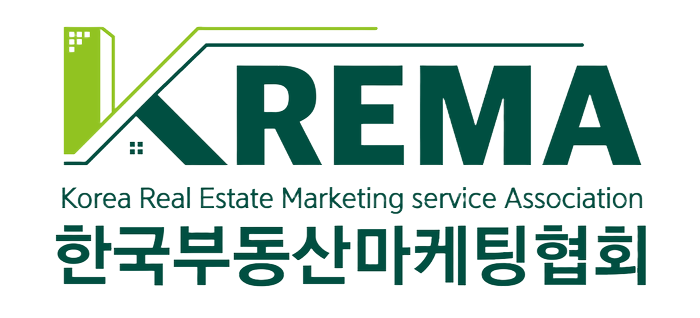 KREMA
Korea Real Estate Marketing service Association
한국부동산마케팅협회